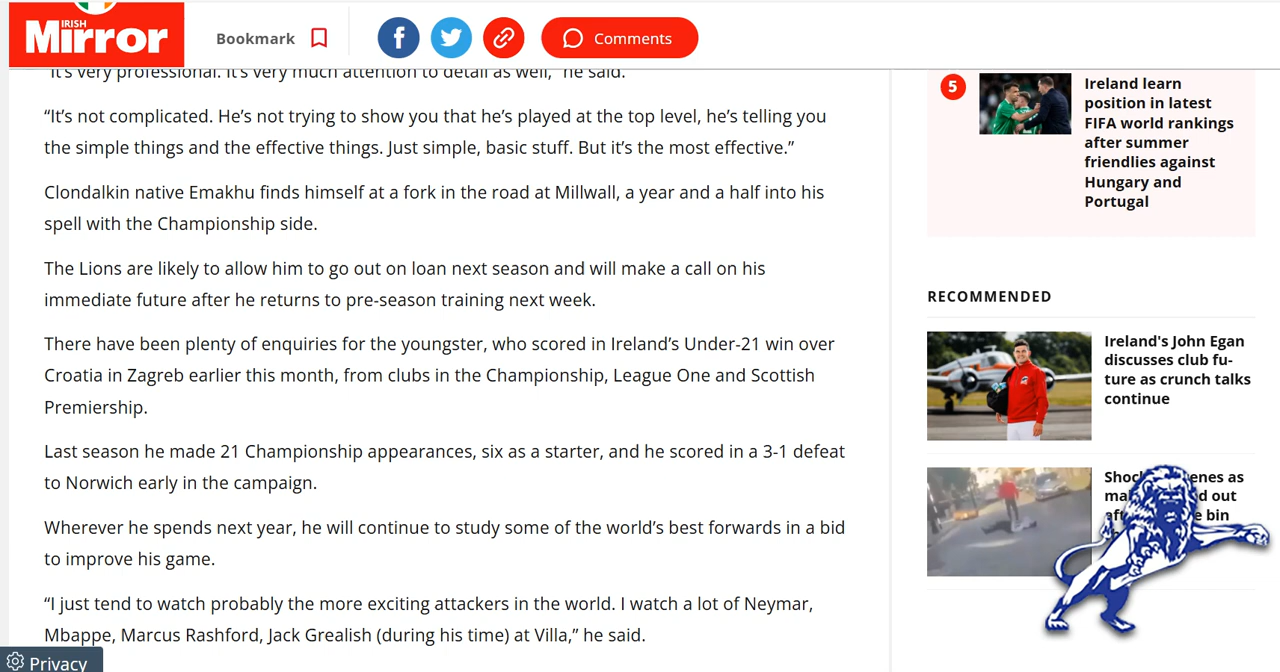 IRISH
Mirror
Bookmark
f
Comments
"It's very professional. It's very much attention to detail as well," he said.
“It’s not complicated. He’s not trying to show you that he’s played at the top level, he’s telling you
the simple things and the effective things. Just simple, basic stuff. But it’s the most effective.”
Clondalkin native Emakhu finds himself at a fork in the road at Millwall, a year and a half into his
spell with the Championship side.
The Lions are likely to allow him to go out on loan next season and will make a call on his
immediate future after he returns to pre-season training next week.
There have been plenty of enquiries for the youngster, who scored in Ireland’s Under-21 win over
Croatia in Zagreb earlier this month, from clubs in the Championship, League One and Scottish
Premiership.
Last season he made 21 Championship appearances, six as a starter, and he scored in a 3-1 defeat
to Norwich early in the campaign.
Wherever he spends next year, he will continue to study some of the world’s best forwards in a bid
to improve his game.
“I just tend to watch probably the more exciting attackers in the world. I watch a lot of Neymar,
Mbappe, Marcus Rashford, Jack Grealish (during his time) at Villa,” he said.
Privacy
5
Ireland learn
position in latest
FIFA world rankings
after summer
friendlies against
Hungary and
Portugal
RECOMMENDED
Ireland's John Egan
discusses club fu-
ture as crunch talks
continue
as
out
bin